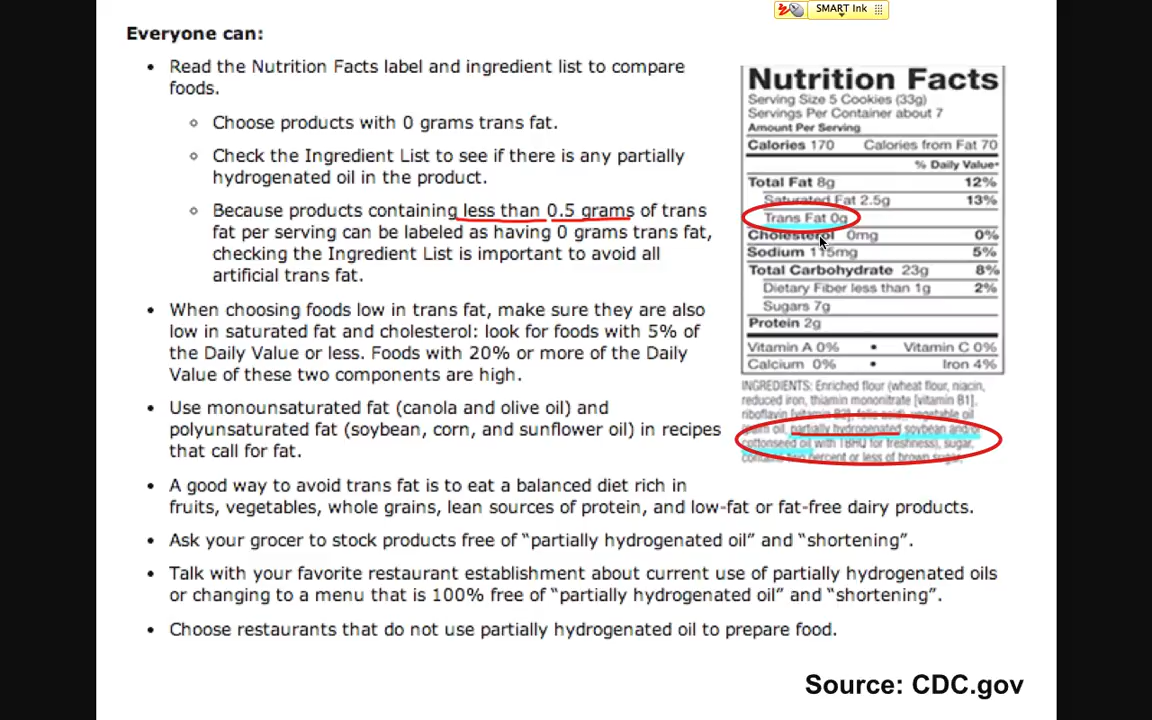 SMART Ink
Everyone can:
• Read the Nutrition Facts label and ingredient list to compare
foods.
◦ Choose products with 0 grams trans fat.
◦ Check the Ingredient List to see if there is any partially
hydrogenated oil in the product.
◦ Because products containing less than 0.5 grams of trans
fat per serving can be labeled as having 0 grams trans fat,
checking the Ingredient List is important to avoid all
artificial trans fat.
• When choosing foods low in trans fat, make sure they are also
low in saturated fat and cholesterol: look for foods with 5% of
the Daily Value or less. Foods with 20% or more of the Daily
Value of these two components are high.
• Use monounsaturated fat (canola and olive oil) and
polyunsaturated fat (soybean, corn, and sunflower oil) in recipes
that call for fat.
• A good way to avoid trans fat is to eat a balanced diet rich in
fruits, vegetables, whole grains, lean sources of protein, and low-fat or fat-free dairy products.
• Ask your grocer to stock products free of “partially hydrogenated oil” and “shortening”.
• Talk with your favorite restaurant establishment about current use of partially hydrogenated oils
or changing to a menu that is 100% free of “partially hydrogenated oil” and “shortening”.
• Choose restaurants that do not use partially hydrogenated oil to prepare food.
Nutrition Facts
Serving Size 5 Cookies (33g)
Servings Per Container about 7
Amount Per Serving
Calories 170 Calories from Fat 70
% Daily Value*
Total Fat 8g 12%
Saturated Fat 2.5g 13%
Trans Fat 0g
Cholesterol 0mg 0%
Sodium 115mg 5%
Total Carbohydrate 23g 8%
Dietary Fiber less than 1g 2%
Sugars 7g
Protein 2g
Vitamin A 0% • Vitamin C 0%
Calcium 0% • Iron 4%
INGREDIENTS: Enriched flour (wheat flour, niacin,
reduced iron, thiamin mononitrate [vitamin B1],
riboflavin [vitamin B2], folic acid), vegetable oil
oil, partially hydrogenated soybean and/or
cottonseed oil with TBHQ for freshness), sugar,
contains two percent or less of brown sugar,
Source: CDC.gov